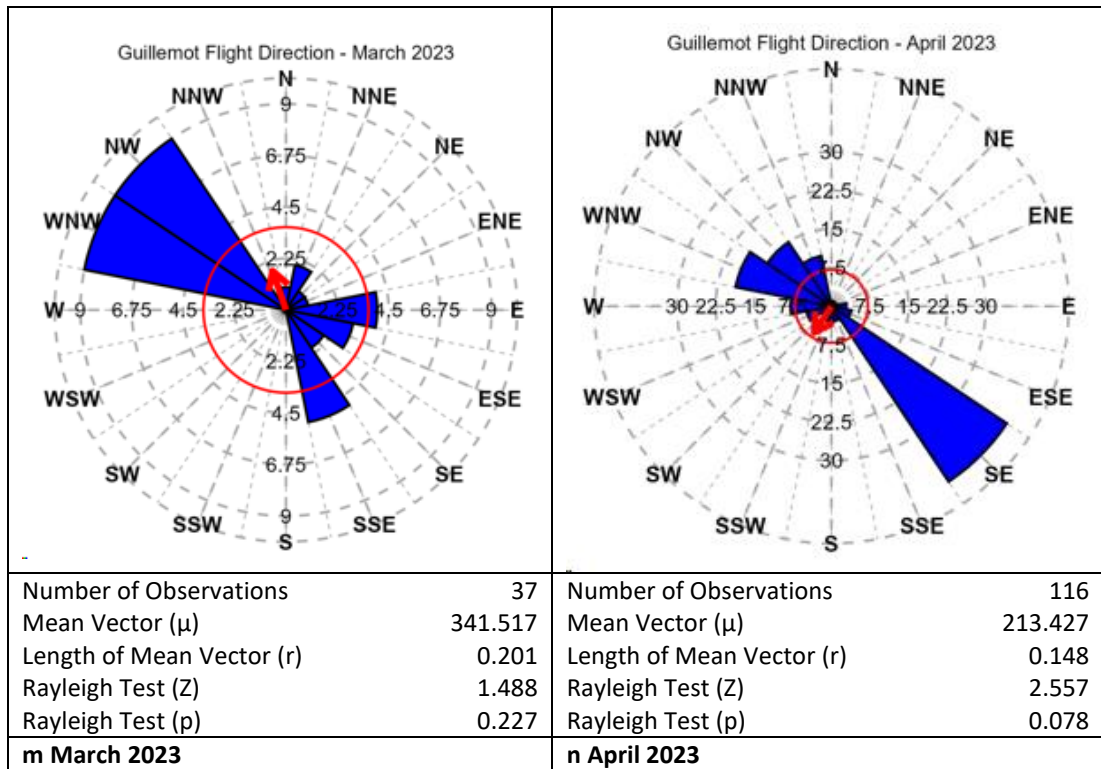 Guillemot Flight Direction - March 2023
N
NNW NNE
9
NW NE
6.75
4.5
WNW ENE
2.25
W 9 6.75 4.5 2.25 2.25 4.5 6.75 9 E
2.25
WSW ESE
4.5
6.75
SW SE
9
SSW SSE
S
Guillemot Flight Direction - April 2023
N
NNW NNE
NW NE
30
22.5
WNW ENE
15
W 30 22.5 15 7.5 15 22.5 30 E
7.5
15
WSW ESE
22.5
30
SW SE
SSW SSE
S
Number of Observations 37
Mean Vector (µ) 341.517
Length of Mean Vector (r) 0.201
Rayleigh Test (Z) 1.488
Rayleigh Test (p) 0.227
m March 2023
Number of Observations 116
Mean Vector (µ) 213.427
Length of Mean Vector (r) 0.148
Rayleigh Test (Z) 2.557
Rayleigh Test (p) 0.078
n April 2023